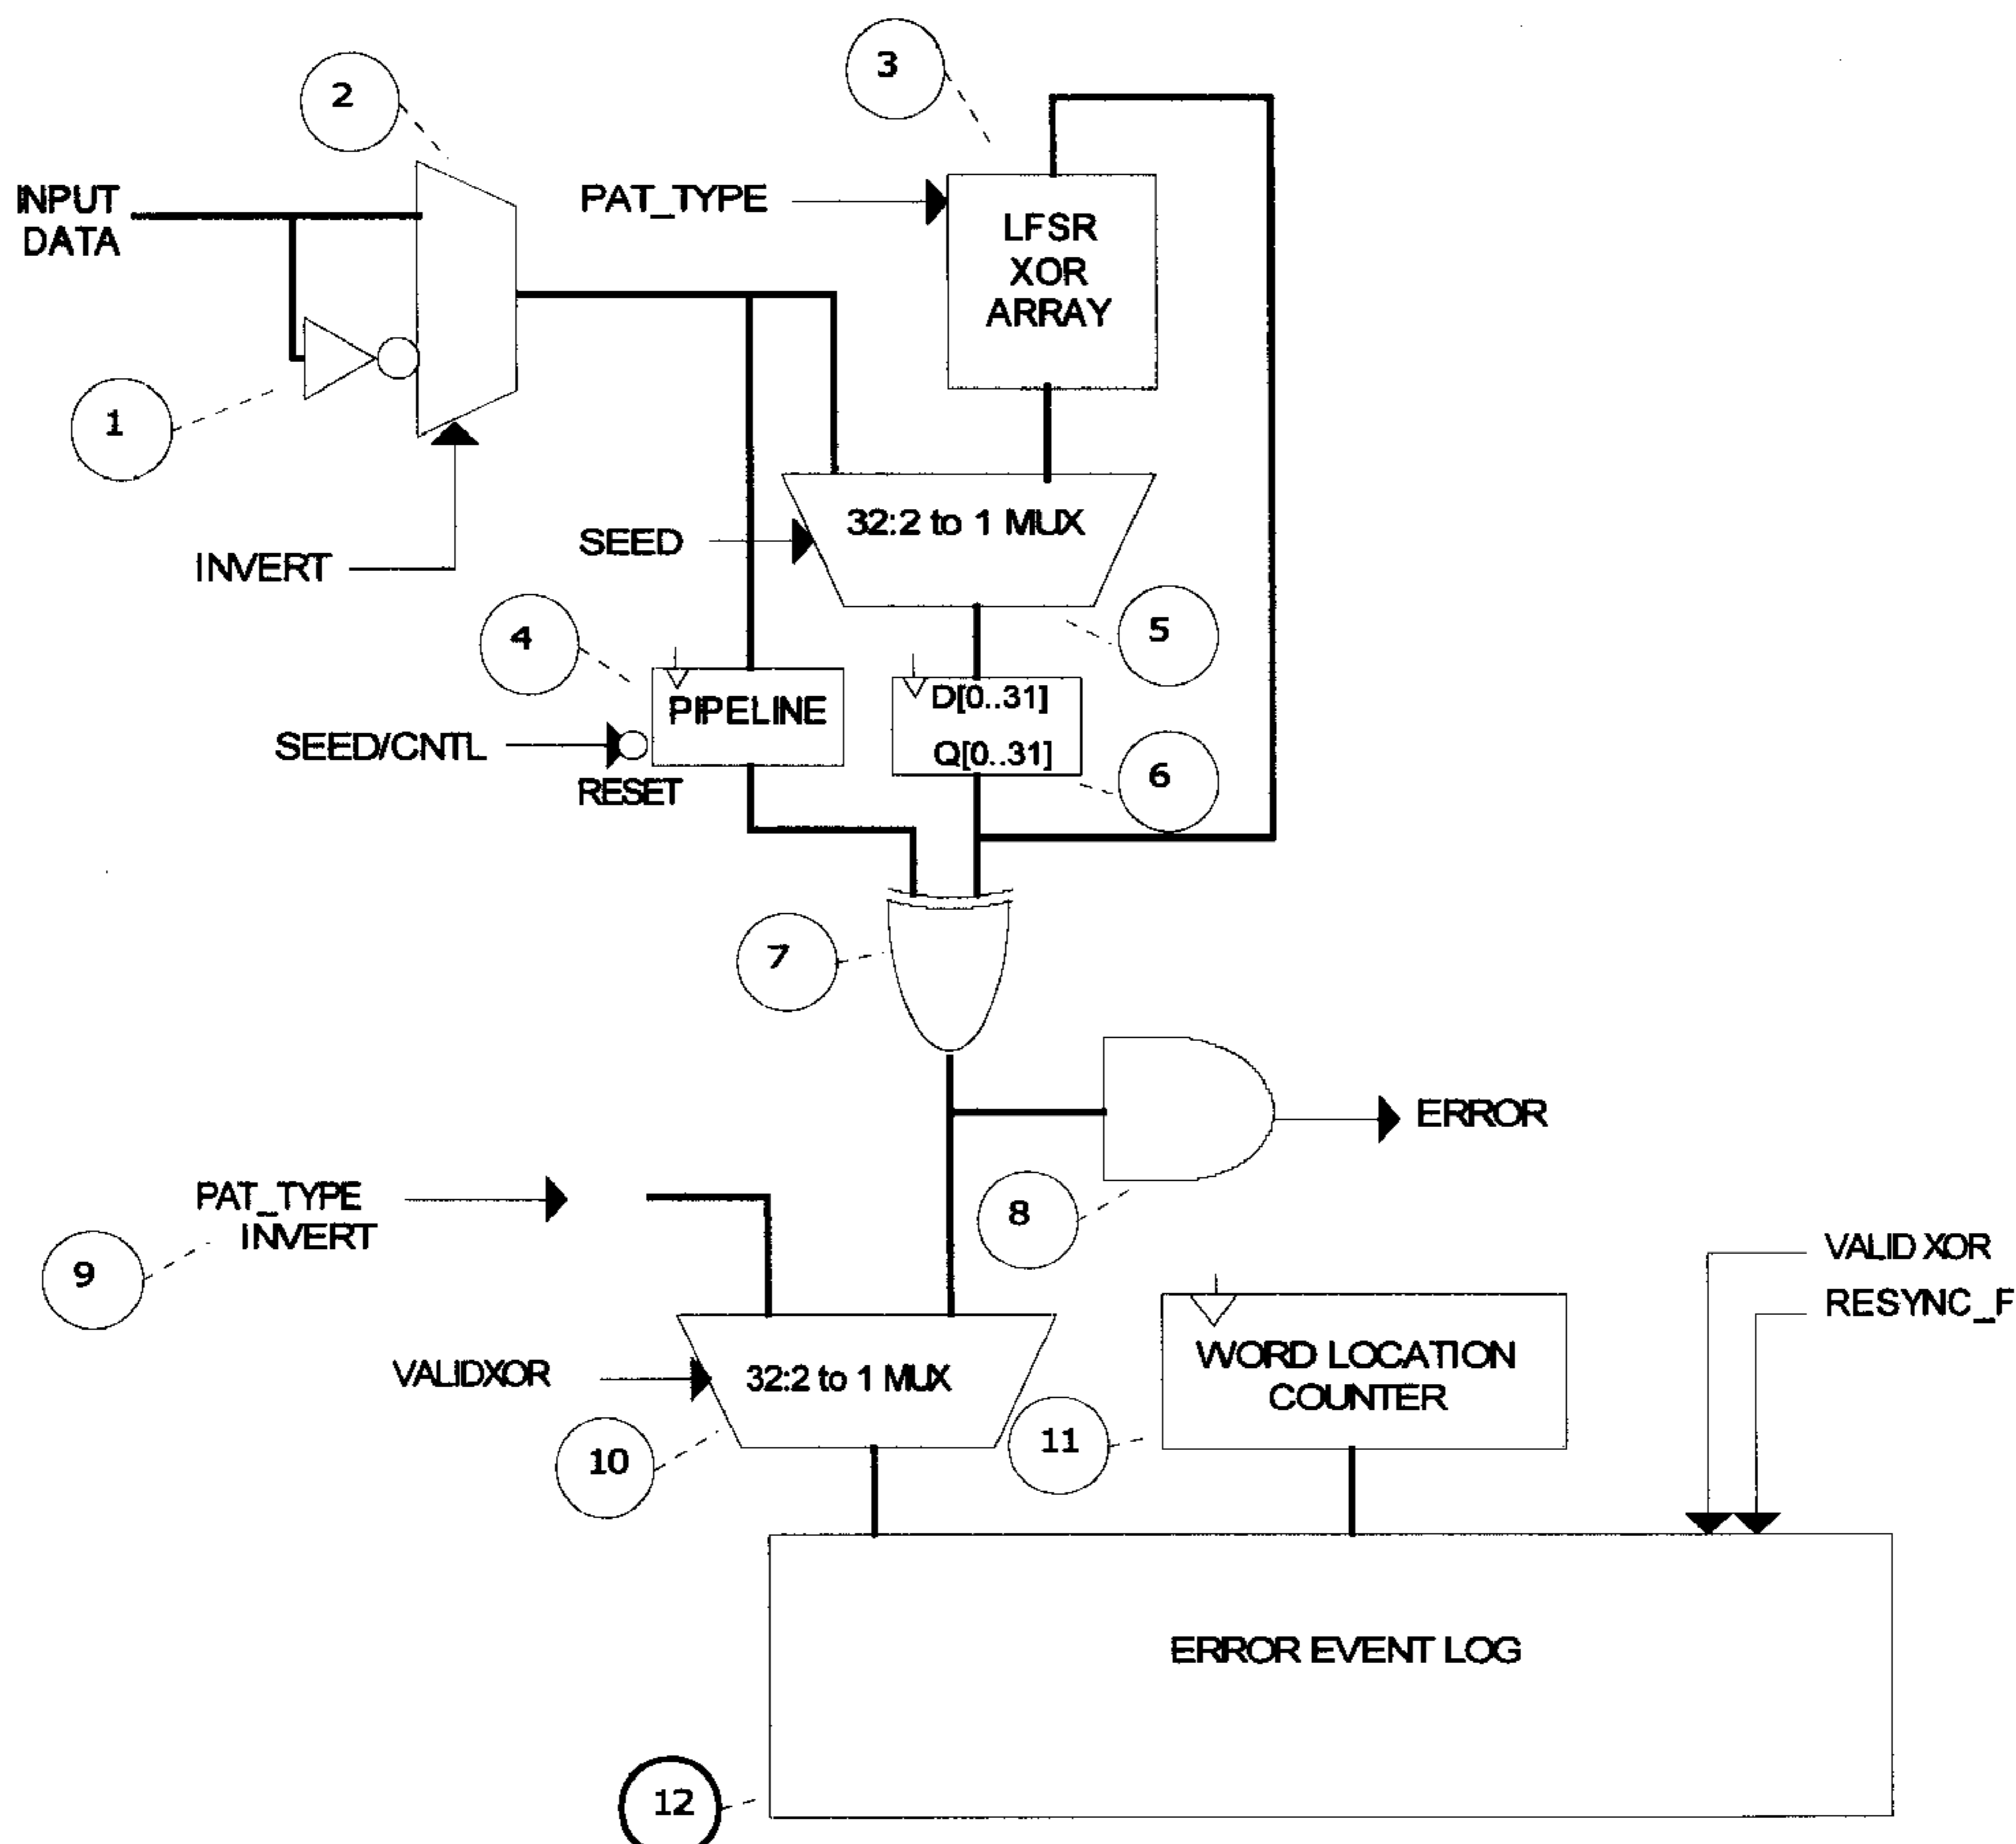 3
2
INPUT
DATA
PAT_TYPE
LFSR
XOR
ARRAY
1
32:2 to 1 MUX
SEED
INVERT
4
5
PIPELINE
D[0..31]
SEED/CNTL
Q[0..31]
6
RESET
7
ERROR
PAT_TYPE
INVERT
8
9
VALID XOR
RESYNC_F
WORD LOCATION
COUNTER
VALIDXOR
32:2 to 1 MUX
11
10
ERROR EVENT LOG
12